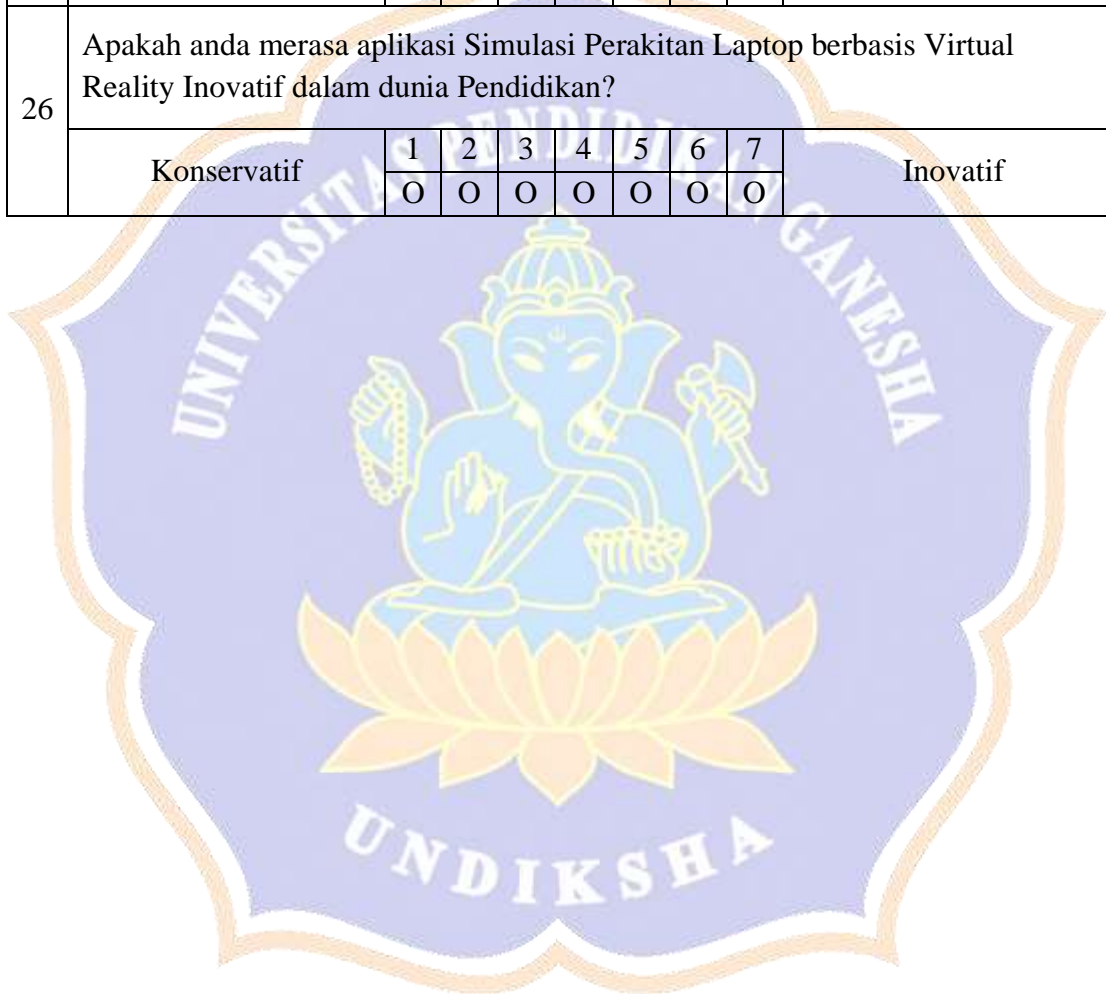 26
Apakah anda merasa aplikasi Simulasi Perakitan Laptop berbasis Virtual
Reality Inovatif dalam dunia Pendidikan?
Konservatif 1 2 3 4 5 6 7 Inovatif
O O O O O O O
UNIVERSITAS PENDIDIKAN GANESHA
UNDIKSHA